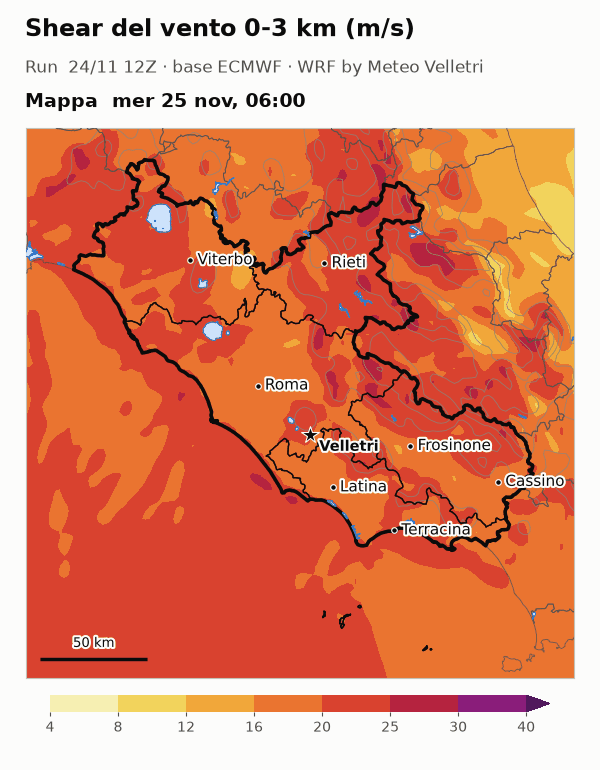 Shear del vento 0-3 km (m/s)
Run  24/11 12Z · base ECMWF · WRF by Meteo Velletri
Mappa  mer 25 nov, 06:00
Viterbo
Rieti
Roma
Velletri
Frosinone
Cassino
Latina
Terracina
50 km
4 8 12 16 20 25 30 40